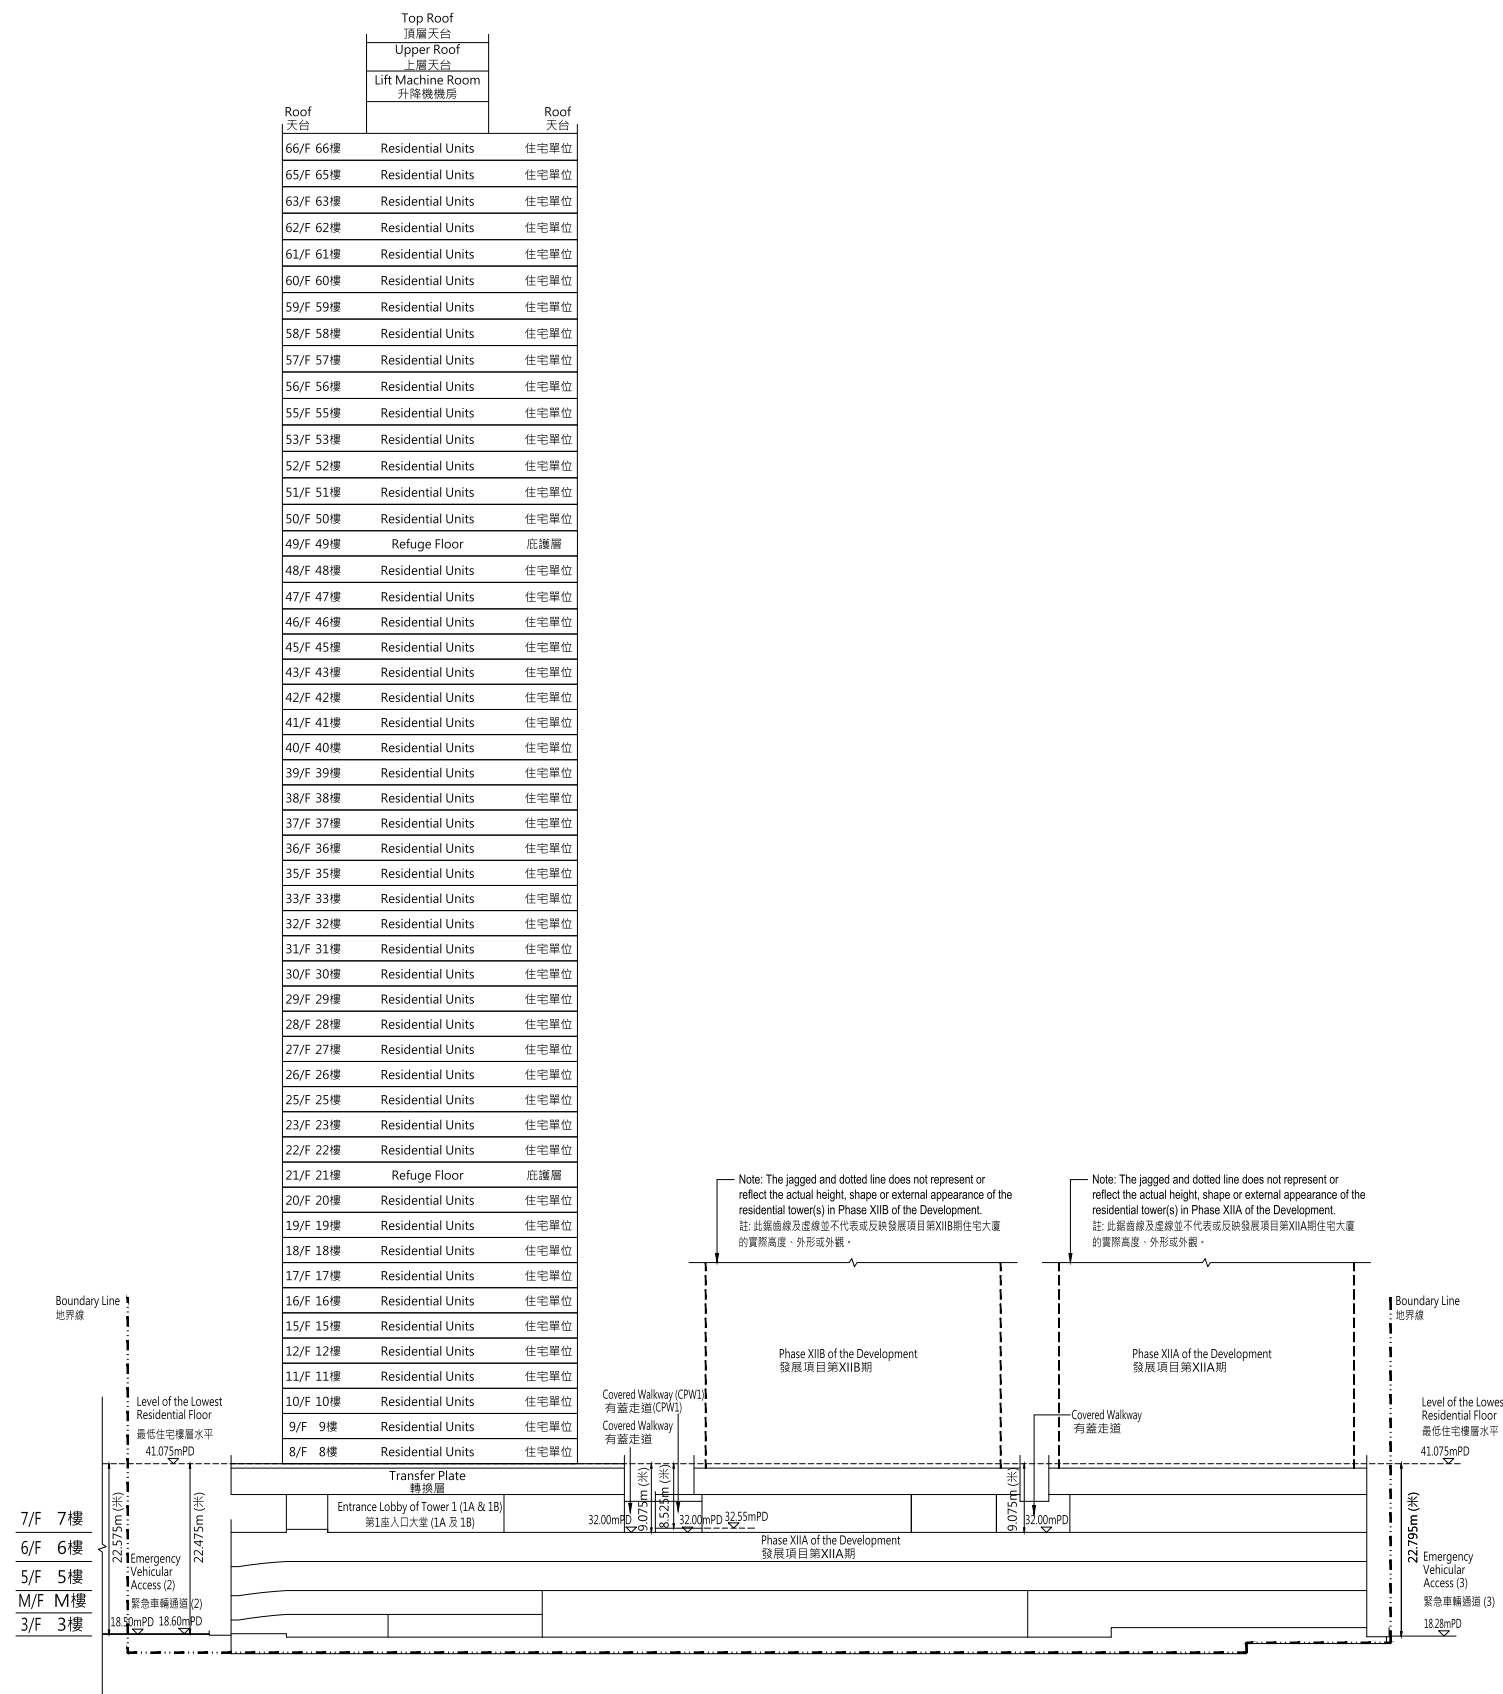 Top Roof
頂層天台
Upper Roof
上層天台
Lift Machine Room
升降機機房
Roof
天台
Roof
天台
66/F 66樓 Residential Units 住宅單位
65/F 65樓 Residential Units 住宅單位
63/F 63樓 Residential Units 住宅單位
62/F 62樓 Residential Units 住宅單位
61/F 61樓 Residential Units 住宅單位
60/F 60樓 Residential Units 住宅單位
59/F 59樓 Residential Units 住宅單位
58/F 58樓 Residential Units 住宅單位
57/F 57樓 Residential Units 住宅單位
56/F 56樓 Residential Units 住宅單位
55/F 55樓 Residential Units 住宅單位
53/F 53樓 Residential Units 住宅單位
52/F 52樓 Residential Units 住宅單位
51/F 51樓 Residential Units 住宅單位
50/F 50樓 Residential Units 住宅單位
49/F 49樓 Refuge Floor 庇護層
48/F 48樓 Residential Units 住宅單位
47/F 47樓 Residential Units 住宅單位
46/F 46樓 Residential Units 住宅單位
45/F 45樓 Residential Units 住宅單位
43/F 43樓 Residential Units 住宅單位
42/F 42樓 Residential Units 住宅單位
41/F 41樓 Residential Units 住宅單位
40/F 40樓 Residential Units 住宅單位
39/F 39樓 Residential Units 住宅單位
38/F 38樓 Residential Units 住宅單位
37/F 37樓 Residential Units 住宅單位
36/F 36樓 Residential Units 住宅單位
35/F 35樓 Residential Units 住宅單位
33/F 33樓 Residential Units 住宅單位
32/F 32樓 Residential Units 住宅單位
31/F 31樓 Residential Units 住宅單位
30/F 30樓 Residential Units 住宅單位
29/F 29樓 Residential Units 住宅單位
28/F 28樓 Residential Units 住宅單位
27/F 27樓 Residential Units 住宅單位
26/F 26樓 Residential Units 住宅單位
25/F 25樓 Residential Units 住宅單位
23/F 23樓 Residential Units 住宅單位
22/F 22樓 Residential Units 住宅單位
21/F 21樓 Refuge Floor 庇護層
20/F 20樓 Residential Units 住宅單位
19/F 19樓 Residential Units 住宅單位
18/F 18樓 Residential Units 住宅單位
17/F 17樓 Residential Units 住宅單位
16/F 16樓 Residential Units 住宅單位
15/F 15樓 Residential Units 住宅單位
12/F 12樓 Residential Units 住宅單位
11/F 11樓 Residential Units 住宅單位
10/F 10樓 Residential Units 住宅單位
9/F 9樓 Residential Units 住宅單位
8/F 8樓 Residential Units 住宅單位
Note: The jagged and dotted line does not represent or
reflect the actual height, shape or external appearance of the
residential tower(s) in Phase XIIB of the Development.
註: 此鋸齒線及虛線並不代表或反映發展項目第XIIB期住宅大廈
的實際高度、外形或外觀。
Note: The jagged and dotted line does not represent or
reflect the actual height, shape or external appearance of the
residential tower(s) in Phase XIIA of the Development.
註: 此鋸齒線及虛線並不代表或反映發展項目第XIIA期住宅大廈
的實際高度、外形或外觀。
Boundary Line
地界線
Boundary Line
地界線
Phase XIIB of the Development
發展項目第XIIB期
Phase XIIA of the Development
發展項目第XIIA期
Level of the Lowest
Residential Floor
最低住宅樓層水平
41.075mPD
Covered Walkway (CPW1)
有蓋走道(CPW1)
Covered Walkway
有蓋走道
Covered Walkway
有蓋走道
Level of the Lowes
Residential Floor
最低住宅樓層水平
41.075mPD
Transfer Plate
轉換層
Entrance Lobby of Tower 1 (1A & 1B)
第1座入口大堂 (1A 及 1B)
22.575m (米)
22.475m (米)
9.075m (米)
8.525m (米)
9.075m (米)
22.795m (米)
32.00mPD
32.00mPD
32.55mPD
32.00mPD
Phase XIIA of the Development
發展項目第XIIA期
7/F 7樓
6/F 6樓
5/F 5樓
M/F M樓
3/F 3樓
Emergency
Vehicular
Access (2)
緊急車輛通道 (2)
18.50mPD 18.60mPD
Emergency
Vehicular
Access (3)
緊急車輛通道 (3)
18.28mPD